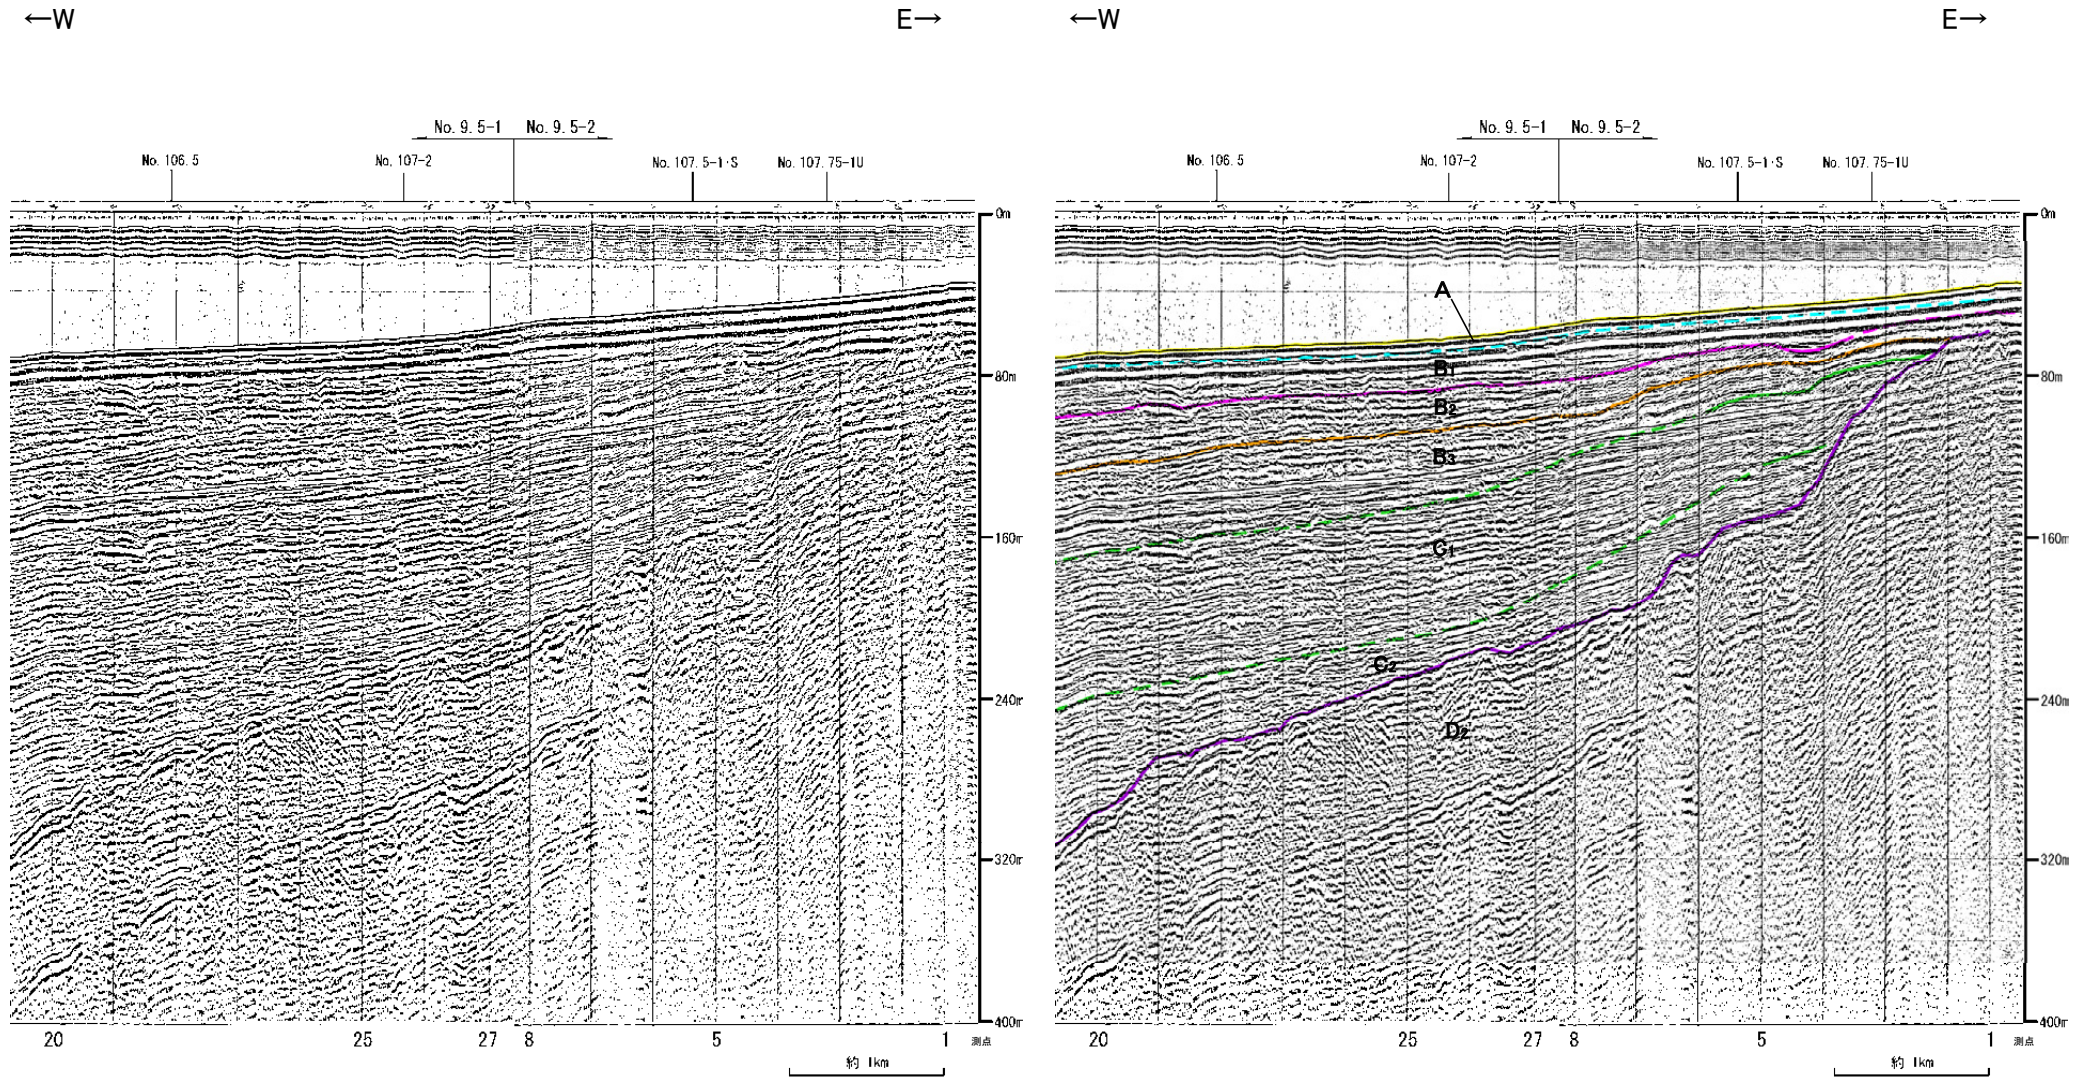 ←W E→ ←W E→
No. 9. 5-1 No. 9. 5-2 No. 9. 5-1 No. 9. 5-2
No. 106. 5 No. 107-2 No. 107. 5-1·S No. 107. 75-1U No. 106. 5 No. 107-2 No. 107. 5-1·S No. 107. 75-1U
0m 0m
A
80m 80m
B1
B2
B3
160m 160m
C1
C2
240m 240m
D2
320m 320m
400m 400m
20 25 27 8 5 1 測点 20 25 27 8 5 1 測点
約 1km 約 1km